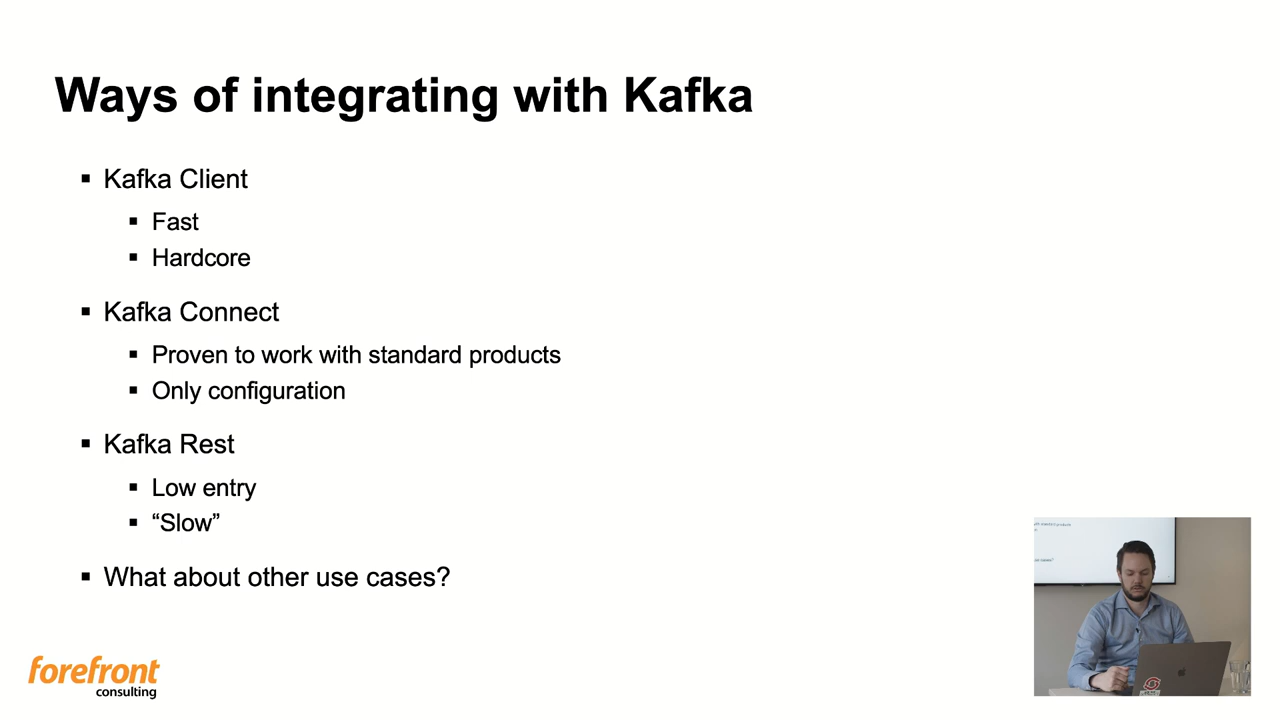 Ways of integrating with Kafka
▪ Kafka Client
▪ Fast
▪ Hardcore
▪ Kafka Connect
▪ Proven to work with standard products
▪ Only configuration
▪ Kafka Rest
▪ Low entry
▪ “Slow”
▪ What about other use cases?
forefront
consulting